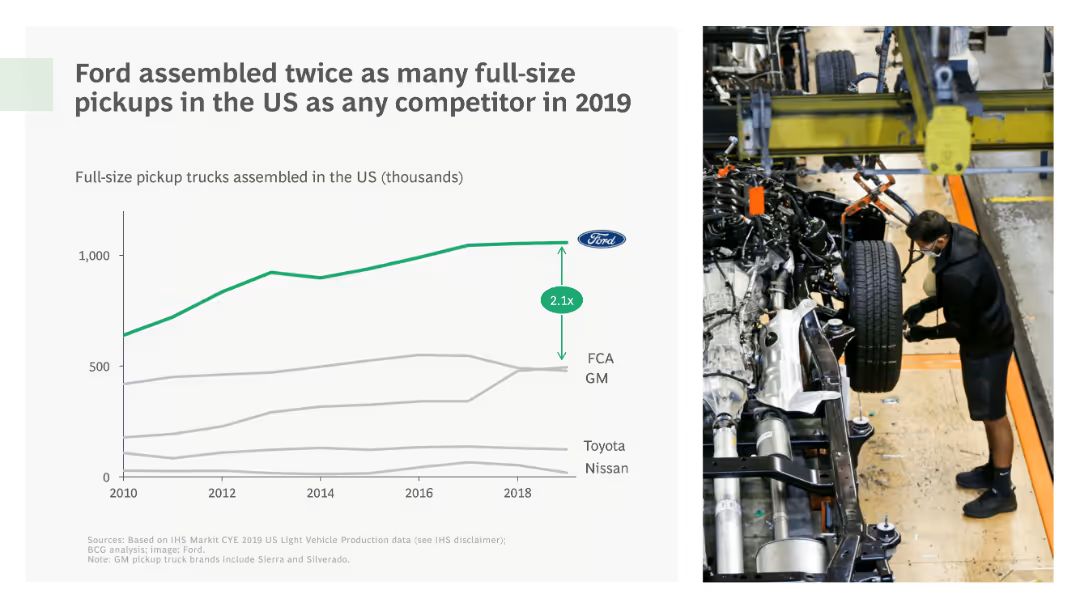 Ford assembled twice as many full-size
pickups in the US as any competitor in 2019
Full-size pickup trucks assembled in the US (thousands)
1,000
500
0
2010
2012
2014
2016
2018
Ford
2.1x
FCA
GM
Toyota
Nissan
Sources: Based on IHS Markit CYE 2019 US Light Vehicle Production data (see IHS disclaimer);
BCG analysis; image: Ford.
Note: GM pickup truck brands include Sierra and Silverado.